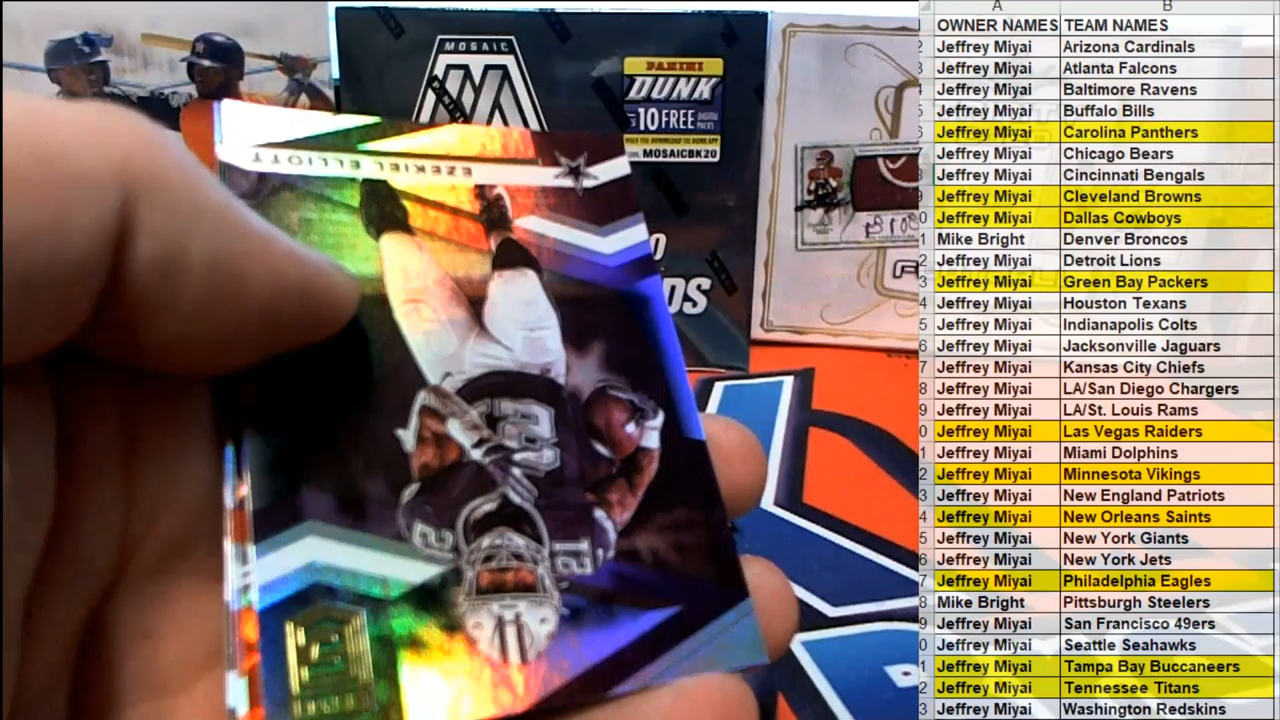 MOSAIC
PANINI
DUNK
10 FREE
DIGITAL
PACKS
MOSAICBK20
EZEKIEL ELLIOTT
21
21
A B
OWNER NAMES TEAM NAMES
Jeffrey Miyai Arizona Cardinals
Jeffrey Miyai Atlanta Falcons
Jeffrey Miyai Baltimore Ravens
Jeffrey Miyai Buffalo Bills
Jeffrey Miyai Carolina Panthers
Jeffrey Miyai Chicago Bears
Jeffrey Miyai Cincinnati Bengals
Jeffrey Miyai Cleveland Browns
Jeffrey Miyai Dallas Cowboys
Mike Bright Denver Broncos
Jeffrey Miyai Detroit Lions
Jeffrey Miyai Green Bay Packers
Jeffrey Miyai Houston Texans
Jeffrey Miyai Indianapolis Colts
Jeffrey Miyai Jacksonville Jaguars
Jeffrey Miyai Kansas City Chiefs
Jeffrey Miyai LA/San Diego Chargers
Jeffrey Miyai LA/St. Louis Rams
Jeffrey Miyai Las Vegas Raiders
Jeffrey Miyai Miami Dolphins
Jeffrey Miyai Minnesota Vikings
Jeffrey Miyai New England Patriots
Jeffrey Miyai New Orleans Saints
Jeffrey Miyai New York Giants
Jeffrey Miyai New York Jets
Jeffrey Miyai Philadelphia Eagles
Mike Bright Pittsburgh Steelers
Jeffrey Miyai San Francisco 49ers
Jeffrey Miyai Seattle Seahawks
Jeffrey Miyai Tampa Bay Buccaneers
Jeffrey Miyai Tennessee Titans
Jeffrey Miyai Washington Redskins